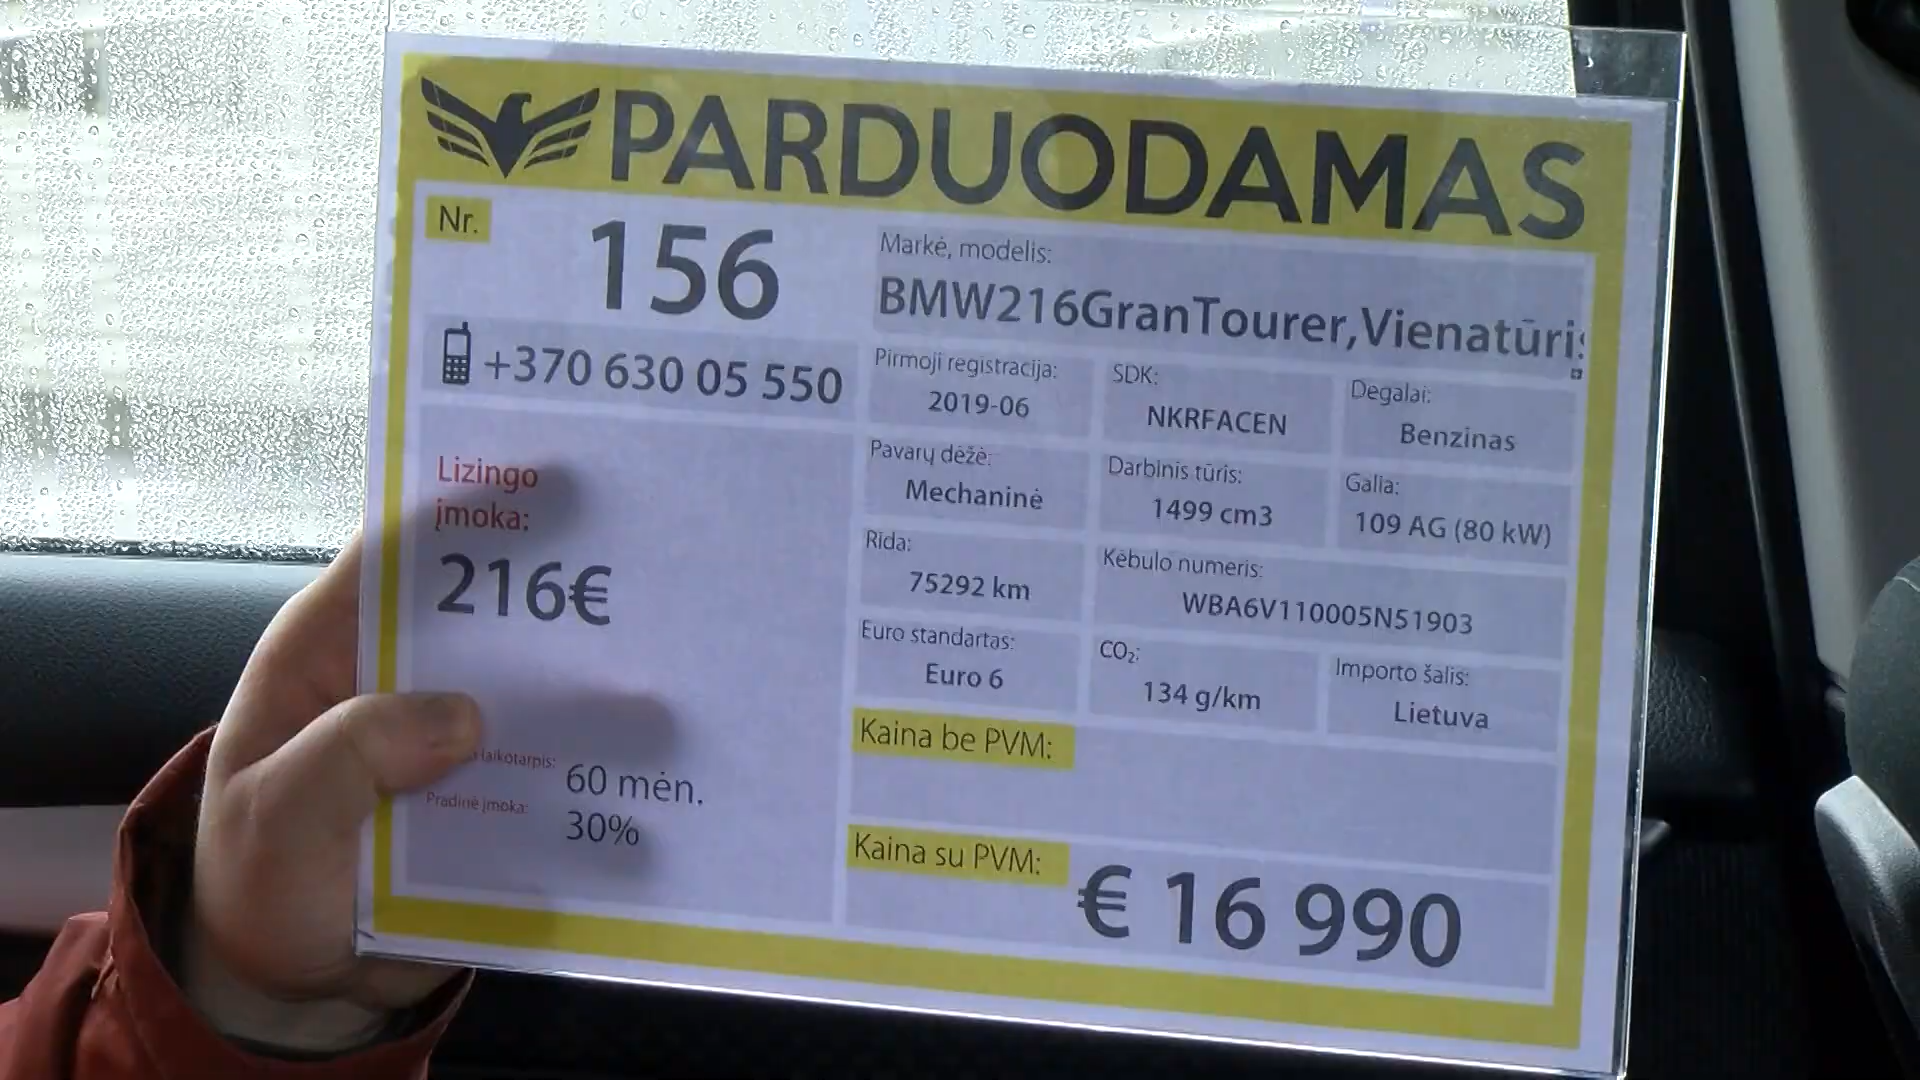 PARDUODAMAS
Nr.
156
+370 630 05 550
Lizingo
įmoka:
216€
laikotarpis: 60 mėn.
Pradinė įmoka: 30%
Markė, modelis:
BMW216GranTourer,Vienatūris
Pirmoji registracija:
2019-06
SDK:
NKRFACEN
Degalai:
Benzinas
Pavarų dėžė:
Mechaninė
Darbinis tūris:
1499 cm3
Galia:
109 AG (80 kW)
Rida:
75292 km
Kėbulo numeris:
WBA6V110005N51903
Euro standartas:
Euro 6
CO₂:
134 g/km
Importo šalis:
Lietuva
Kaina be PVM:
Kaina su PVM:
€ 16 990